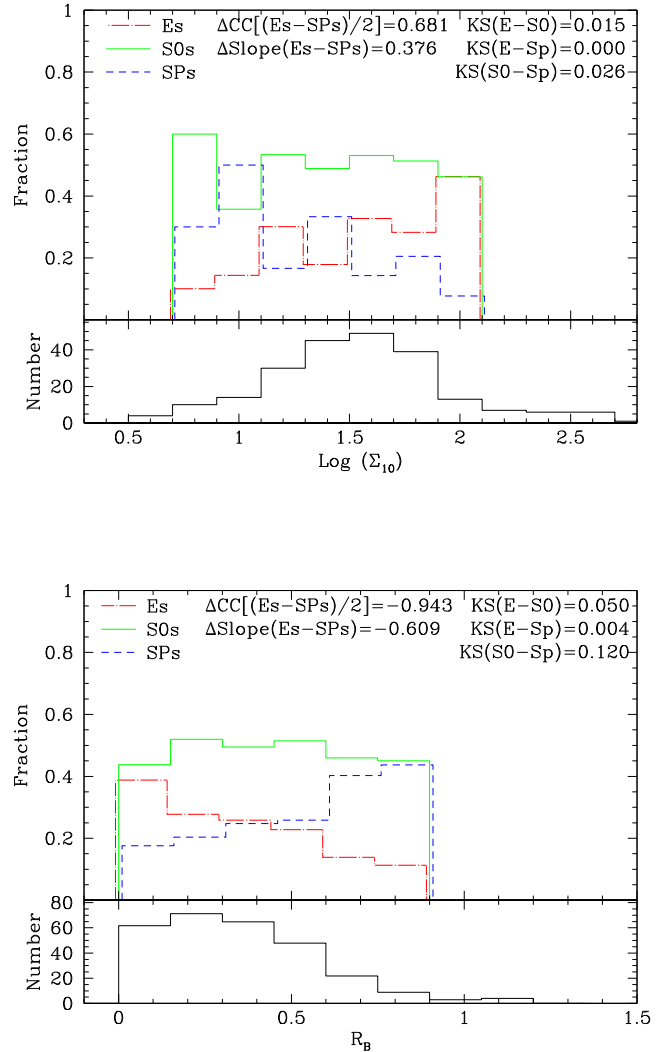 Es ΔCC[(Es−SPs)/2]=0.681 KS(E−S0)=0.015
S0s ΔSlope(Es−SPs)=0.376 KS(E−Sp)=0.000
SPs KS(S0−Sp)=0.026
1
0.8
0.6
0.4
0.2
Fraction
40
20
0
Number
0.5 1 1.5 2 2.5
Log (Σ₁₀)
Es ΔCC[(Es−SPs)/2]=−0.943 KS(E−S0)=0.050
S0s ΔSlope(Es−SPs)=−0.609 KS(E−Sp)=0.004
SPs KS(S0−Sp)=0.120
1
0.8
0.6
0.4
0.2
Fraction
80
60
40
20
0
Number
0 0.5 1 1.5
R_B